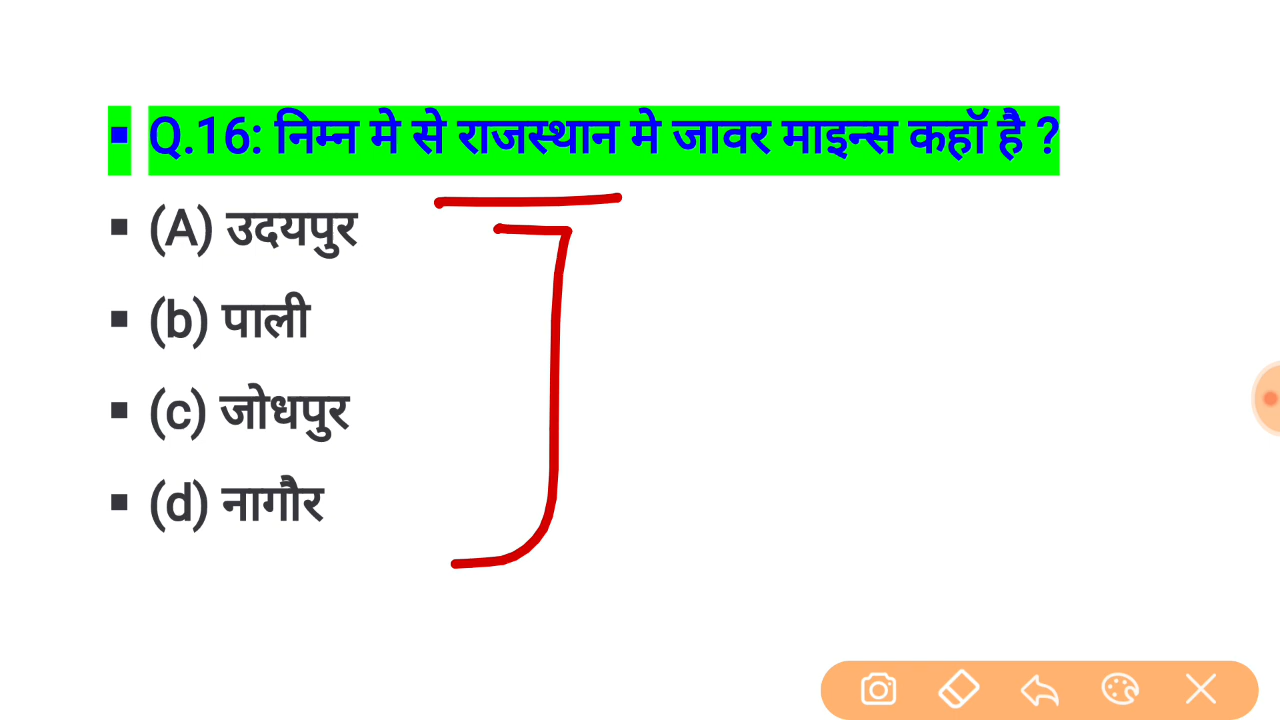 ▪ Q.16: निम्न मे से राजस्थान मे जावर माइन्स कहॉ है ?
▪ (A) उदयपुर
▪ (b) पाली
▪ (c) जोधपुर
▪ (d) नागौर